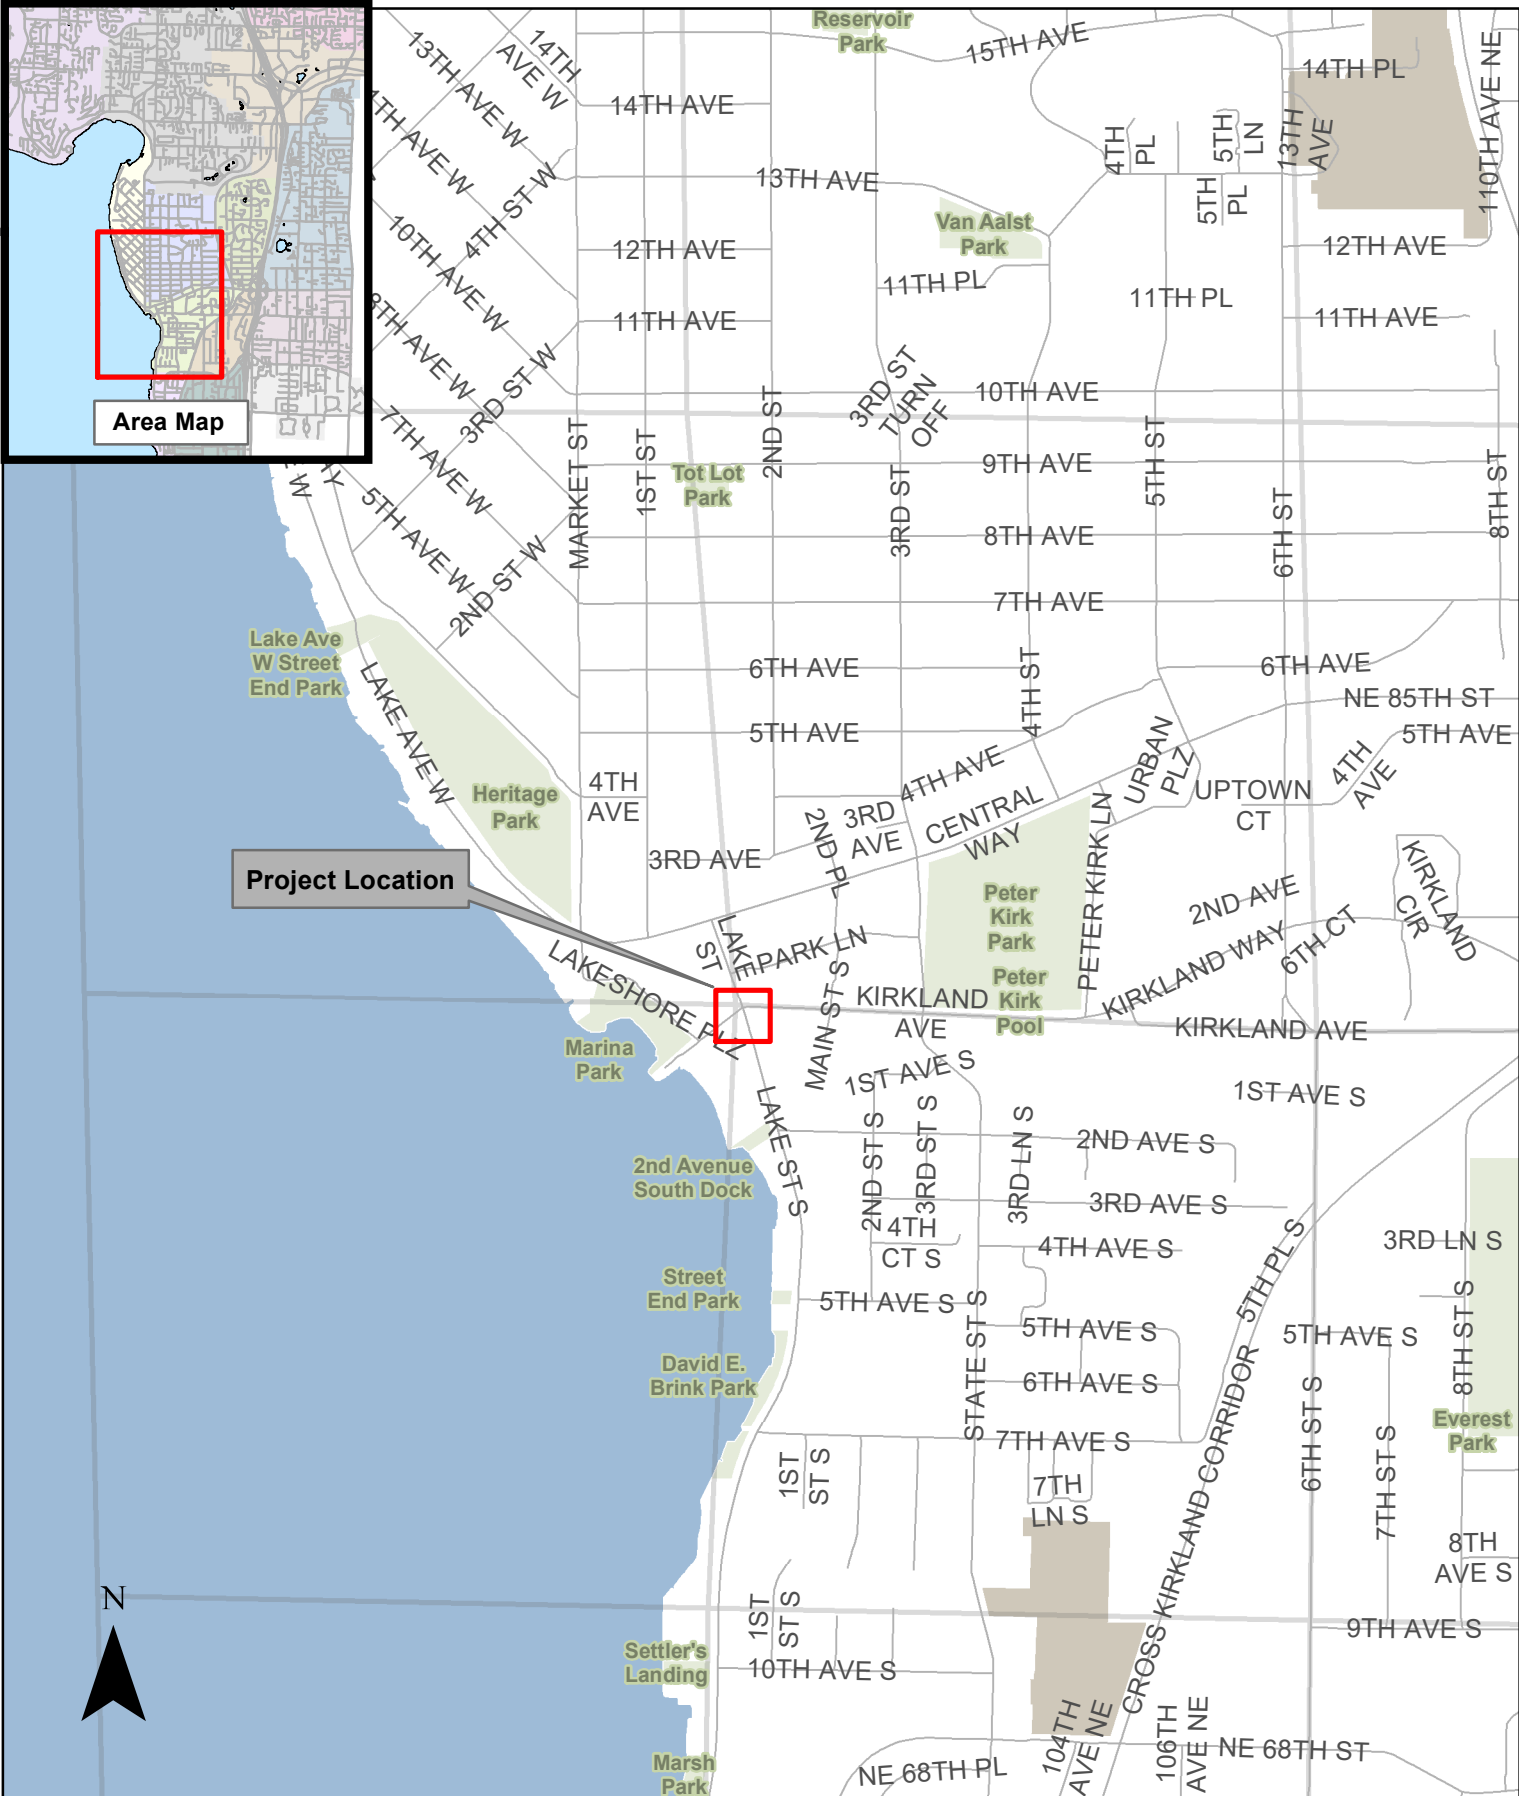 Reservoir
Park
15TH AVE
14TH
AVE W
13TH AVE W
14TH PL
110TH AVE NE
14TH AVE
4TH
PL
5TH
LN
13TH
AVE
13TH AVE
5TH
PL
4TH ST W
Van Aalst
Park
10TH AVE W
12TH AVE
12TH AVE
11TH PL
11TH PL
8TH AVE W
11TH AVE
11TH AVE
3RD ST W
3RD ST
TURN
OFF
10TH AVE
Area Map
7TH AVE W
MARKET ST
1ST ST
2ND ST
5TH ST
9TH AVE
8TH ST
Tot Lot
Park
3RD ST
6TH ST
5TH AVE W
8TH AVE
2ND ST W
7TH AVE
Lake Ave
W Street
End Park
LAKE AVE W
6TH AVE
4TH ST
6TH AVE
NE 85TH ST
5TH AVE
5TH AVE
URBAN
PLZ
4TH
AVE
4TH AVE
4TH
AVE
UPTOWN
CT
Heritage
Park
2ND PL
3RD
AVE
CENTRAL
WAY
PETER KIRK LN
3RD AVE
KIRKLAND
CIR
Project Location
Peter
Kirk
Park
2ND AVE
LAKE
ST
PARK LN
KIRKLAND WAY
6TH CT
LAKESHORE PLZ
MAIN ST S
KIRKLAND
AVE
Peter
Kirk
Pool
KIRKLAND AVE
Marina
Park
1ST AVE S
1ST AVE S
LAKE ST S
2ND ST S
3RD ST S
3RD LN S
2ND AVE S
2nd Avenue
South Dock
3RD AVE S
4TH
CT S
4TH AVE S
5TH PL S
3RD LN S
Street
End Park
5TH AVE S
STATE ST S
5TH AVE S
5TH AVE S
8TH ST S
David E.
Brink Park
6TH AVE S
6TH ST S
Everest
Park
7TH AVE S
1ST
ST S
7TH
LN S
7TH ST S
CROSS KIRKLAND CORRIDOR
8TH
AVE S
N
1ST
ST S
9TH AVE S
Settler's
Landing
10TH AVE S
104TH
AVE NE
106TH
AVE NE
NE 68TH ST
Marsh
Park
NE 68TH PL